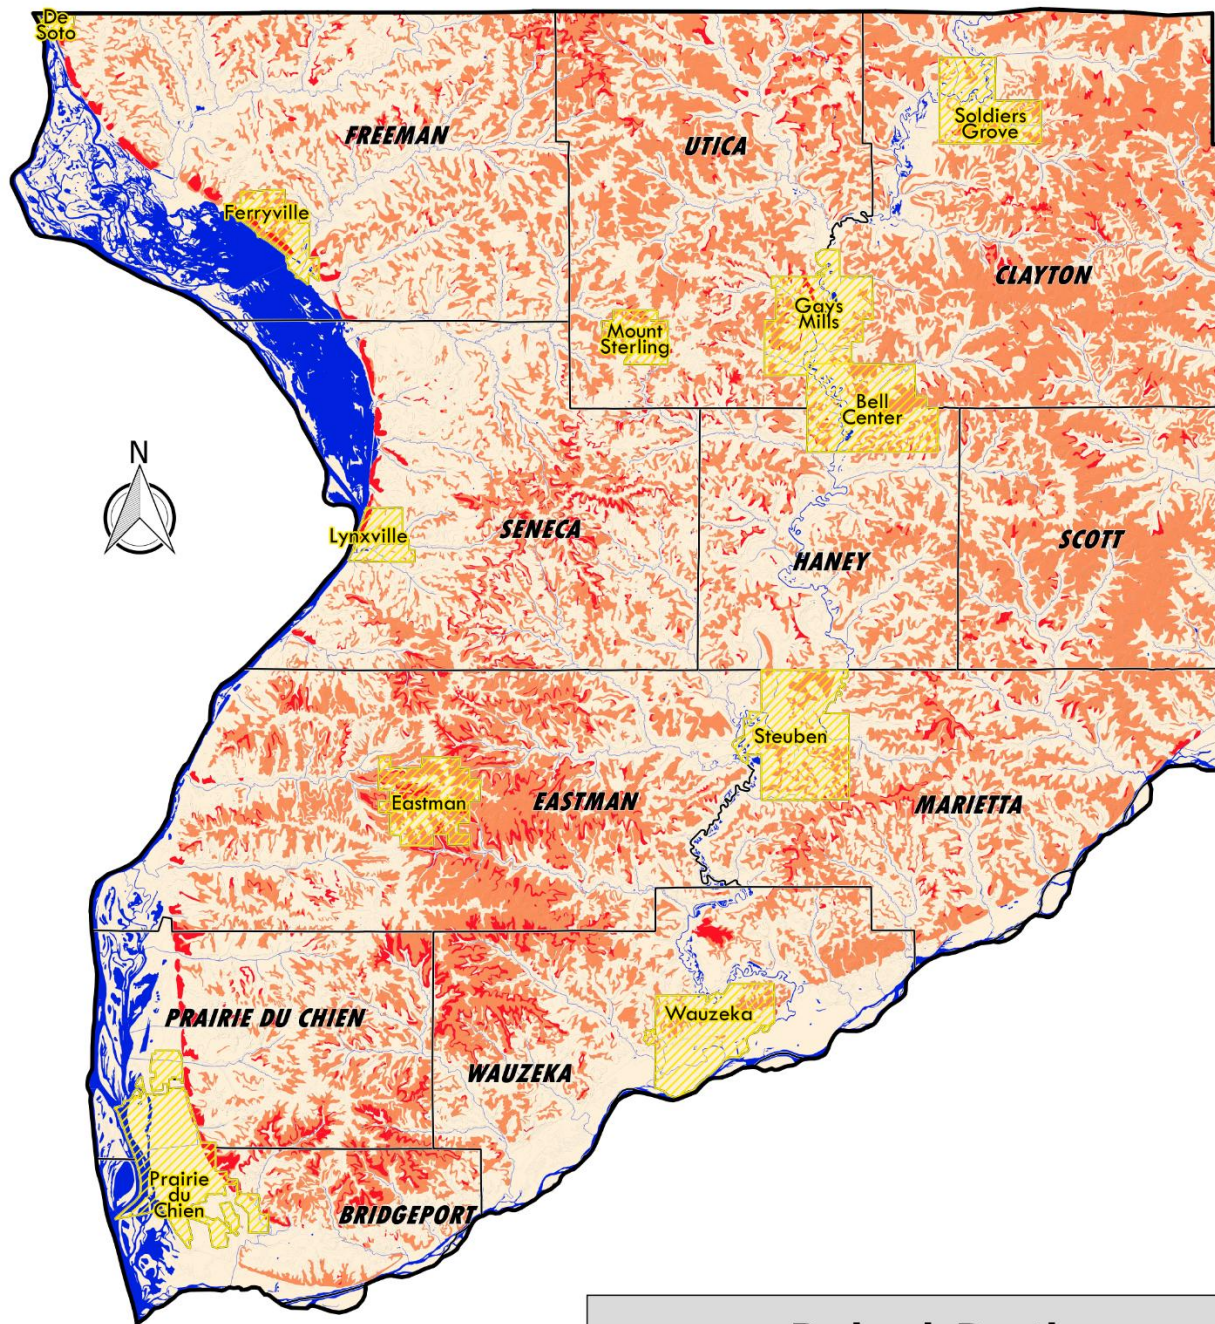 De
Soto
Soldiers
Grove
FREEMAN
UTICA
Ferryville
CLAYTON
Gays
Mills
Mount
Sterling
Bell
Center
N
Lynxville
SENECA
HANEY
SCOTT
Steuben
Eastman
EASTMAN
MARIETTA
Wauzeka
PRAIRIE DU CHIEN
WAUZEKA
Prairie
du
Chien
BRIDGEPORT